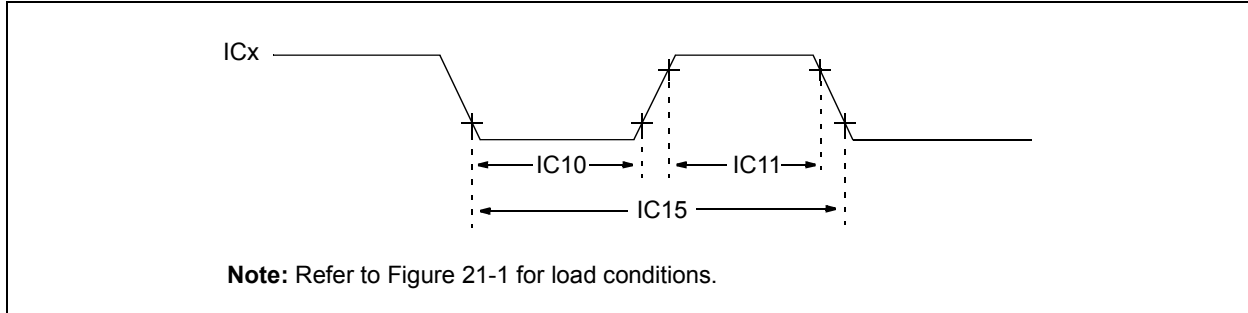 ICx
IC10
IC11
IC15
Note: Refer to Figure 21-1 for load conditions.